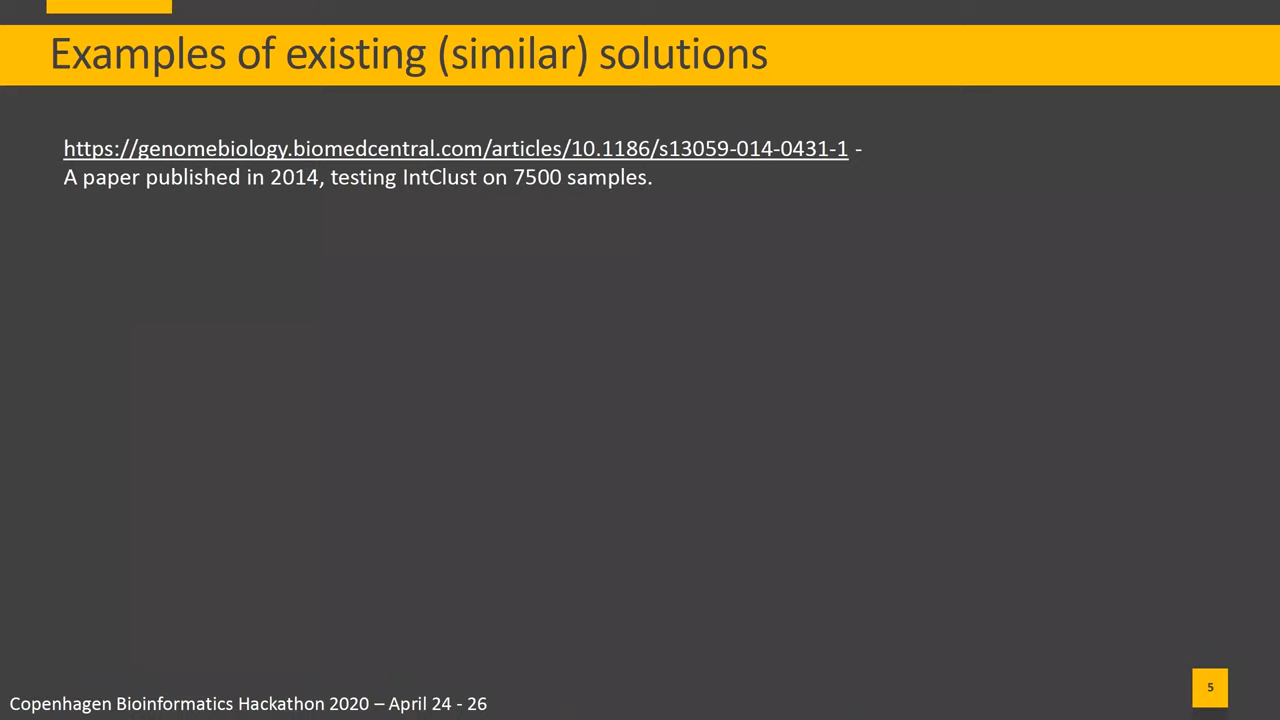 Examples of existing (similar) solutions
https://genomebiology.biomedcentral.com/articles/10.1186/s13059-014-0431-1 -
A paper published in 2014, testing IntClust on 7500 samples.
5
Copenhagen Bioinformatics Hackathon 2020 – April 24 - 26